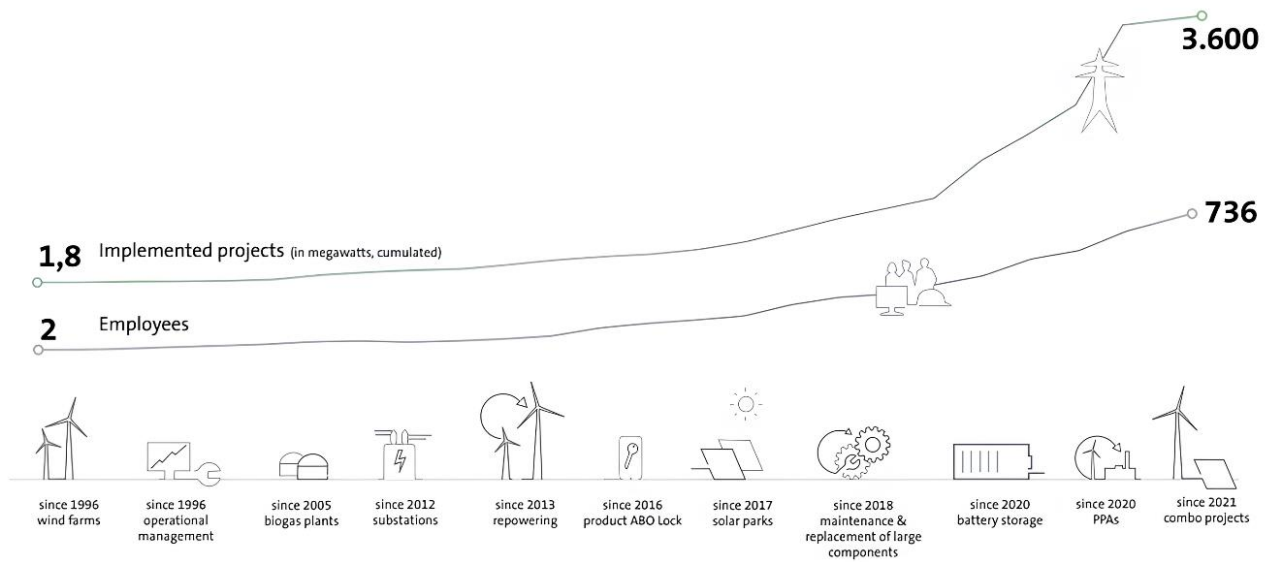 3.600
736
1,8 Implemented projects (in megawatts, cumulated)
2 Employees
since 1996
wind farms
since 1996
operational
management
since 2005
biogas plants
since 2012
substations
since 2013
repowering
since 2016
product ABO Lock
since 2017
solar parks
since 2018
maintenance &
replacement of large
components
since 2020
battery storage
since 2020
PPAs
since 2021
combo projects